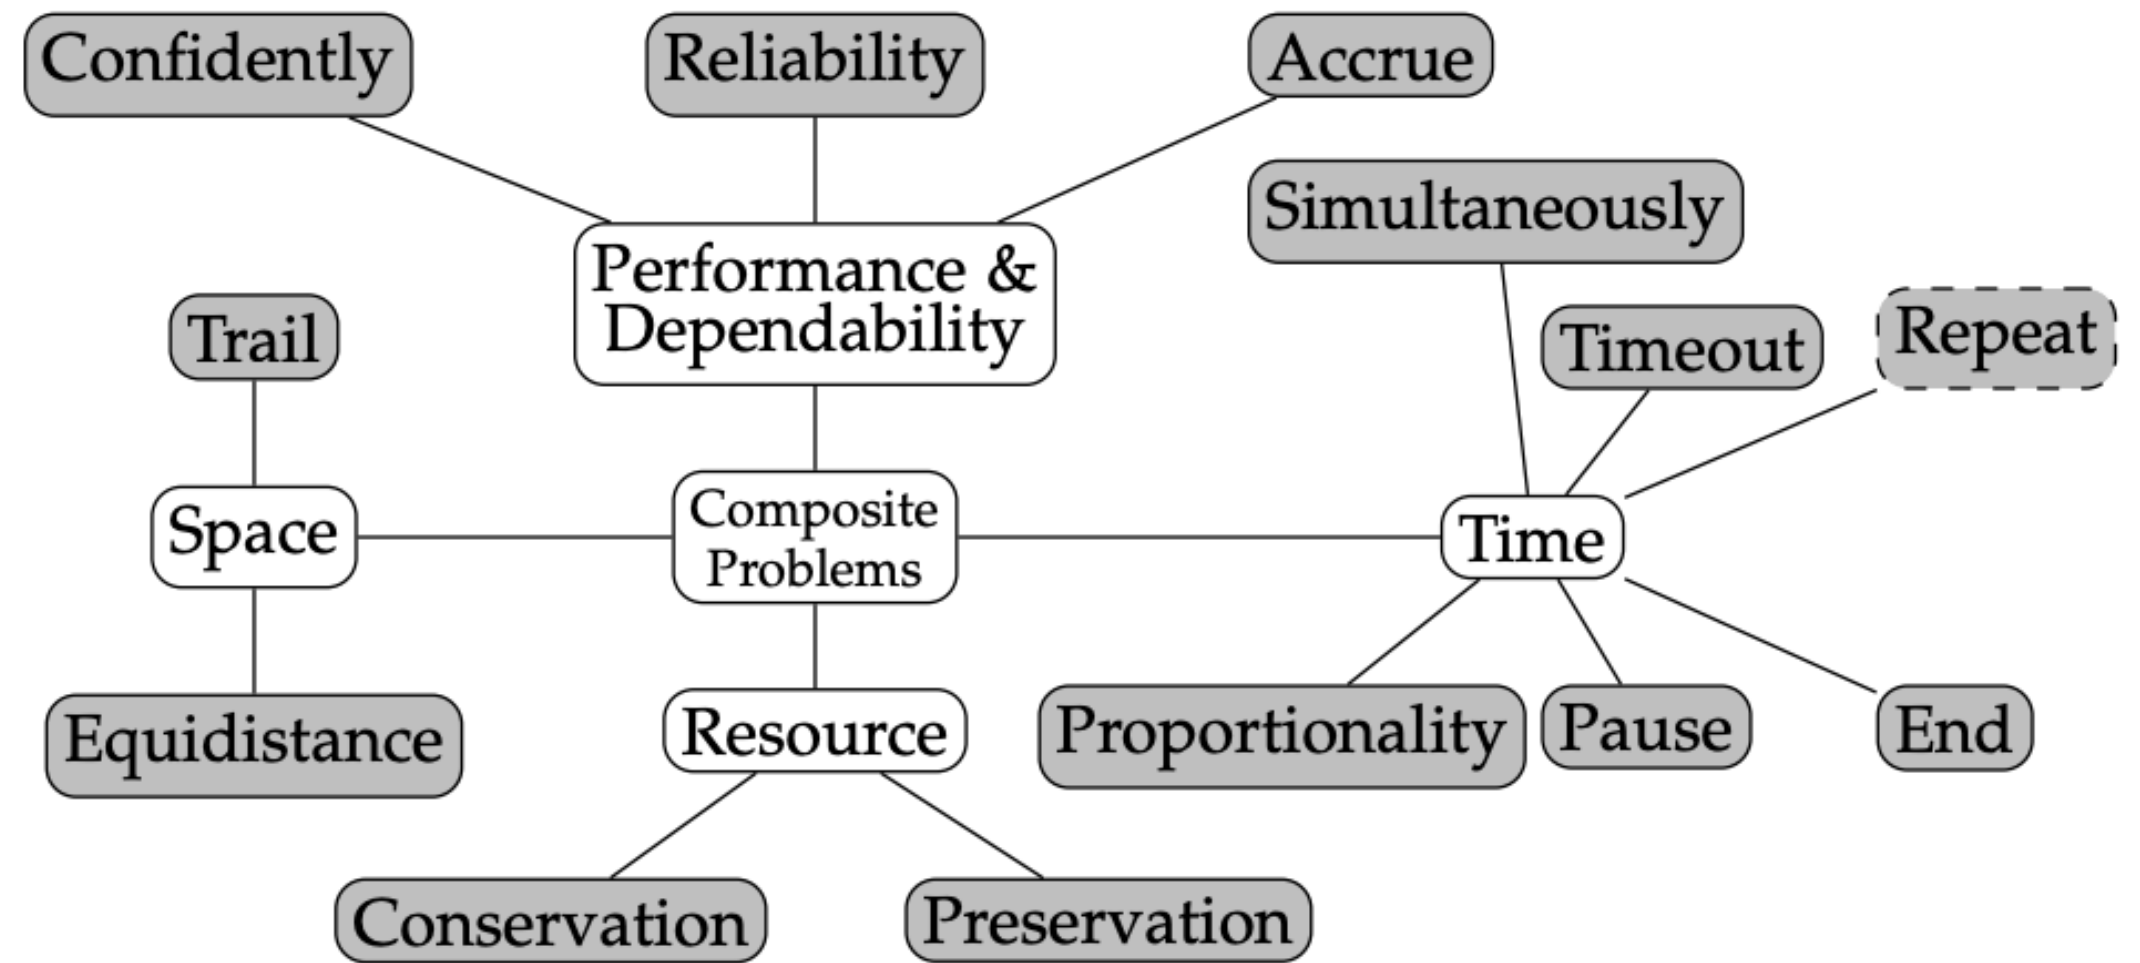 Confidently
Reliability
Accrue
Simultaneously
Performance &
Dependability
Trail
Timeout
Repeat
Space
Composite
Problems
Time
Equidistance
Resource
Proportionality
Pause
End
Conservation
Preservation